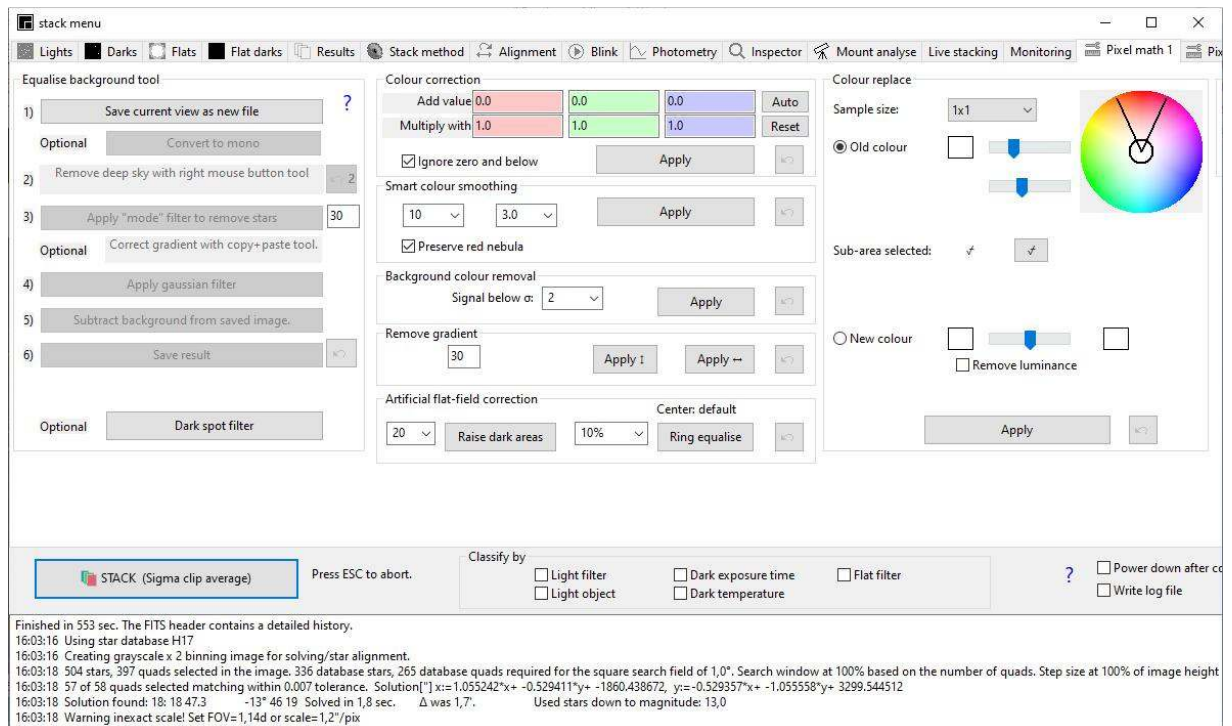 stack menu
Lights Darks Flats Flat darks Results Stack method Alignment Blink Photometry Inspector Mount analyse Live stacking Monitoring Pixel math 1 Pix
Equalise background tool
1) Save current view as new file ?
Optional Convert to mono
2) Remove deep sky with right mouse button tool 2
3) Apply "mode" filter to remove stars 30
Optional Correct gradient with copy+paste tool.
4) Apply gaussian filter
5) Subtract background from saved image.
6) Save result
Optional Dark spot filter
Colour correction
Add value 0.0 0.0 0.0 Auto
Multiply with 1.0 1.0 1.0 Reset
Ignore zero and below Apply
Smart colour smoothing
10 3.0 Apply
Preserve red nebula
Background colour removal
Signal below σ: 2 Apply
Remove gradient
30 Apply ↕ Apply ↔
Artificial flat-field correction
Center: default
20 Raise dark areas 10% Ring equalise
Colour replace
Sample size: 1x1
Old colour
Sub-area selected:
New colour
Remove luminance
Apply
STACK (Sigma clip average) Press ESC to abort.
Classify by
Light filter Dark exposure time Flat filter
Light object Dark temperature
? Power down after co
Write log file
Finished in 553 sec. The FITS header contains a detailed history.
16:03:16 Using star database H17
16:03:16 Creating grayscale x 2 binning image for solving/star alignment.
16:03:18 504 stars, 397 quads selected in the image. 336 database stars, 265 database quads required for the square search field of 1,0°. Search window at 100% based on the number of quads. Step size at 100% of image height
16:03:18 57 of 58 quads selected matching within 0.007 tolerance. Solution["] x:=1.055242*x+ -0.529411*y+ -1860.438672, y:=-0.529357*x+ -1.055558*y+ 3299.544512
16:03:18 Solution found: 18: 18 47.3 -13° 46 19 Solved in 1,8 sec. Δ was 1,7'. Used stars down to magnitude: 13,0
16:03:18 Warning inexact scale! Set FOV=1,14d or scale=1,2"/pix